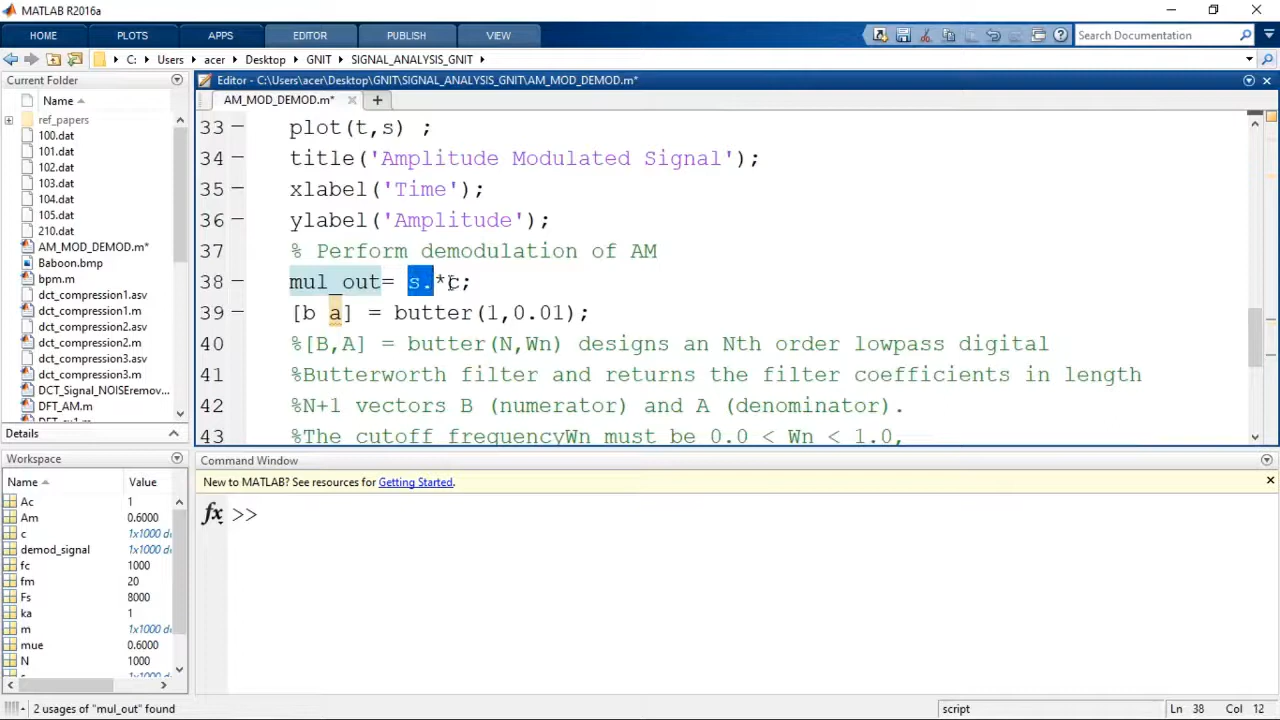 MATLAB R2016a
HOME PLOTS APPS EDITOR PUBLISH VIEW Search Documentation
C: Users acer Desktop GNIT SIGNAL_ANALYSIS_GNIT
Current Folder
Name
ref_papers
100.dat
101.dat
102.dat
103.dat
104.dat
105.dat
210.dat
AM_MOD_DEMOD.m*
Baboon.bmp
bpm.m
dct_compression1.asv
dct_compression1.m
dct_compression2.m
dct_compression3.asv
dct_compression3.m
DCT_Signal_NOISEremov...
DFT_AM.m
Details
Workspace
Name Value
Ac 1
Am 0.6000
c 1x1000 d
demod_signal 1x1000 d
fc 1000
fm 20
Fs 8000
ka 1
m 1x1000 d
mue 0.6000
N 1000
Editor - C:\Users\acer\Desktop\GNIT\SIGNAL_ANALYSIS_GNIT\AM_MOD_DEMOD.m*
AM_MOD_DEMOD.m*
33 plot(t,s) ;
34 title('Amplitude Modulated Signal');
35 xlabel('Time');
36 ylabel('Amplitude');
37 % Perform demodulation of AM
38 mul_out= s.*c;
39 [b a] = butter(1,0.01);
40 %[B,A] = butter(N,Wn) designs an Nth order lowpass digital
41 %Butterworth filter and returns the filter coefficients in length
42 %N+1 vectors B (numerator) and A (denominator).
43 %The cutoff frequencyWn must be 0.0 < Wn < 1.0,
Command Window
New to MATLAB? See resources for Getting Started.
fx >>
2 usages of "mul_out" found script Ln 38 Col 12